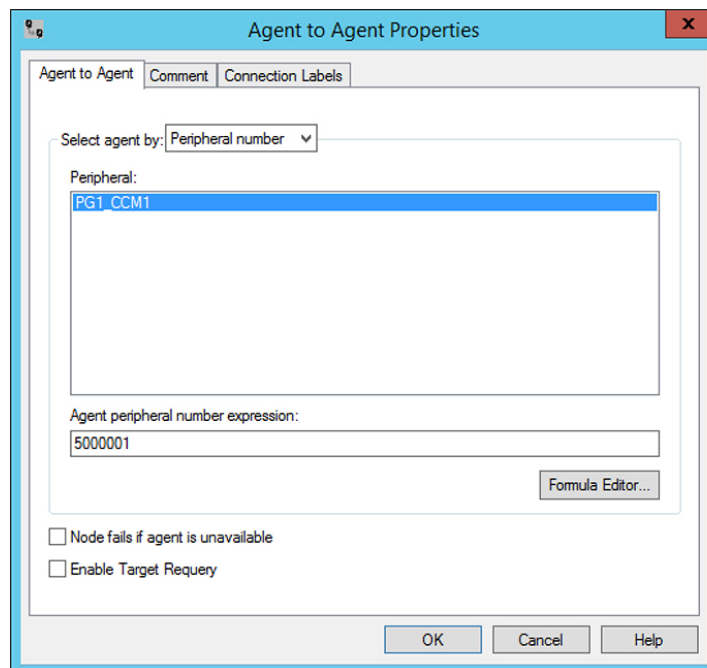 Agent to Agent Properties
x
Agent to Agent Comment Connection Labels
Select agent by: Peripheral number
Peripheral:
PG1_CCM1
Agent peripheral number expression:
5000001
Formula Editor...
Node fails if agent is unavailable
Enable Target Requery
OK Cancel Help